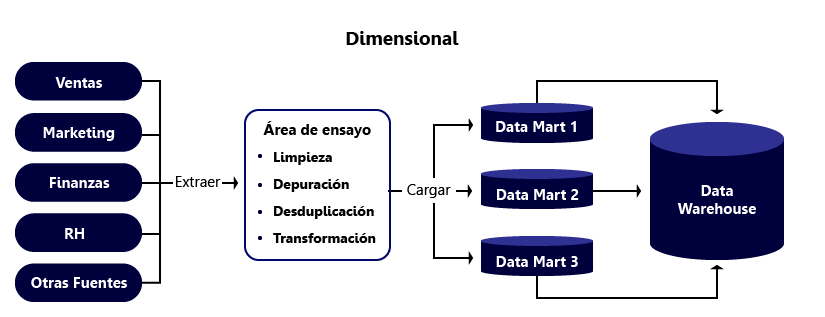 Dimensional
Ventas
Marketing
Finanzas
RH
Otras Fuentes
Extraer
Área de ensayo
• Limpieza
• Depuración
• Desduplicación
• Transformación
Cargar
Data Mart 1
Data Mart 2
Data Mart 3
Data
Warehouse